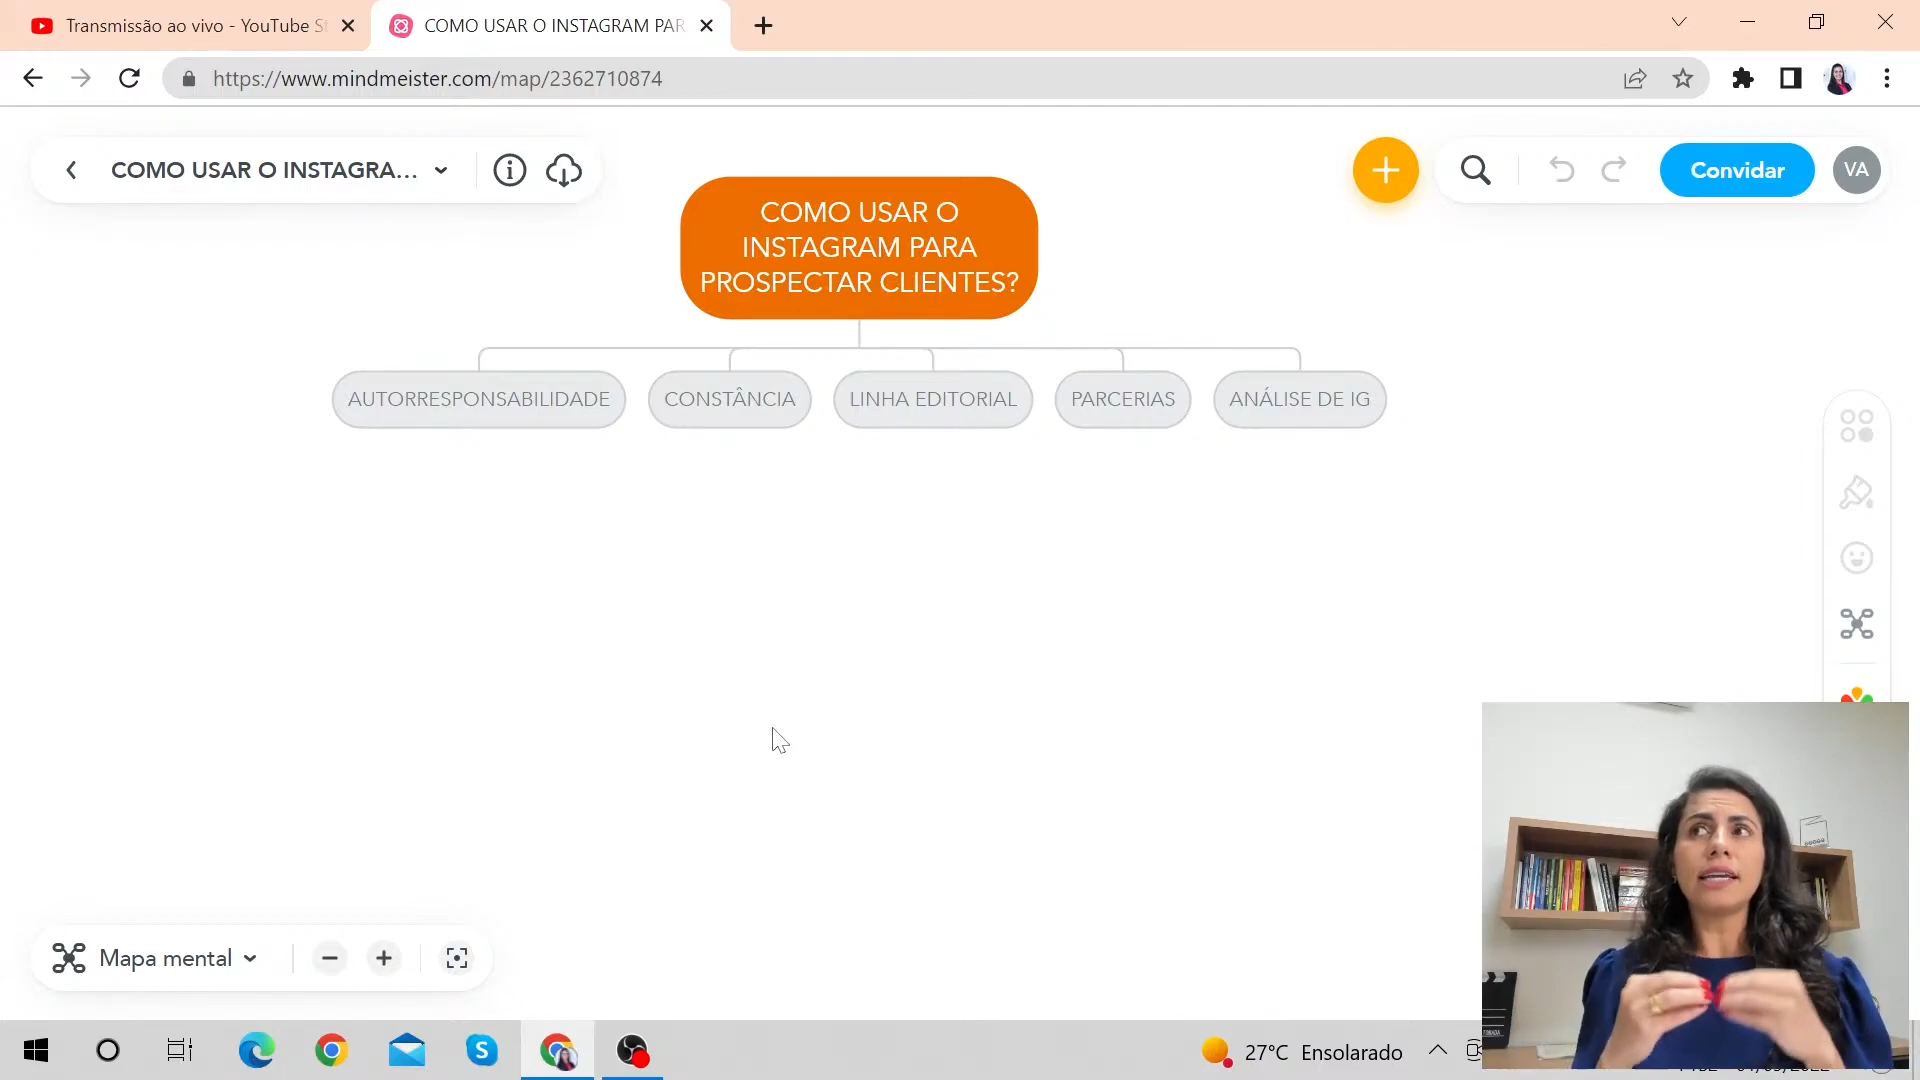 Transmissão ao vivo - YouTube S
COMO USAR O INSTAGRAM PAR
https://www.mindmeister.com/map/2362710874
COMO USAR O INSTAGRA...
Convidar
VA
COMO USAR O
INSTAGRAM PARA
PROSPECTAR CLIENTES?
AUTORRESPONSABILIDADE
CONSTÂNCIA
LINHA EDITORIAL
PARCERIAS
ANÁLISE DE IG
Mapa mental
27°C Ensolarado